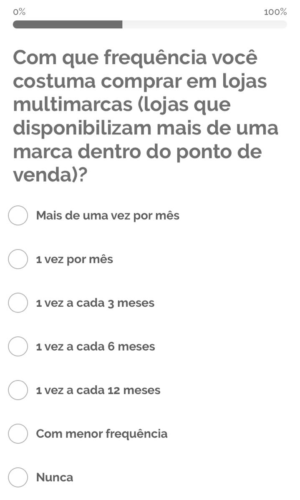 0% 100%
Com que frequência você
costuma comprar em lojas
multimarcas (lojas que
disponibilizam mais de uma
marca dentro do ponto de
venda)?
Mais de uma vez por mês
1 vez por mês
1 vez a cada 3 meses
1 vez a cada 6 meses
1 vez a cada 12 meses
Com menor frequência
Nunca